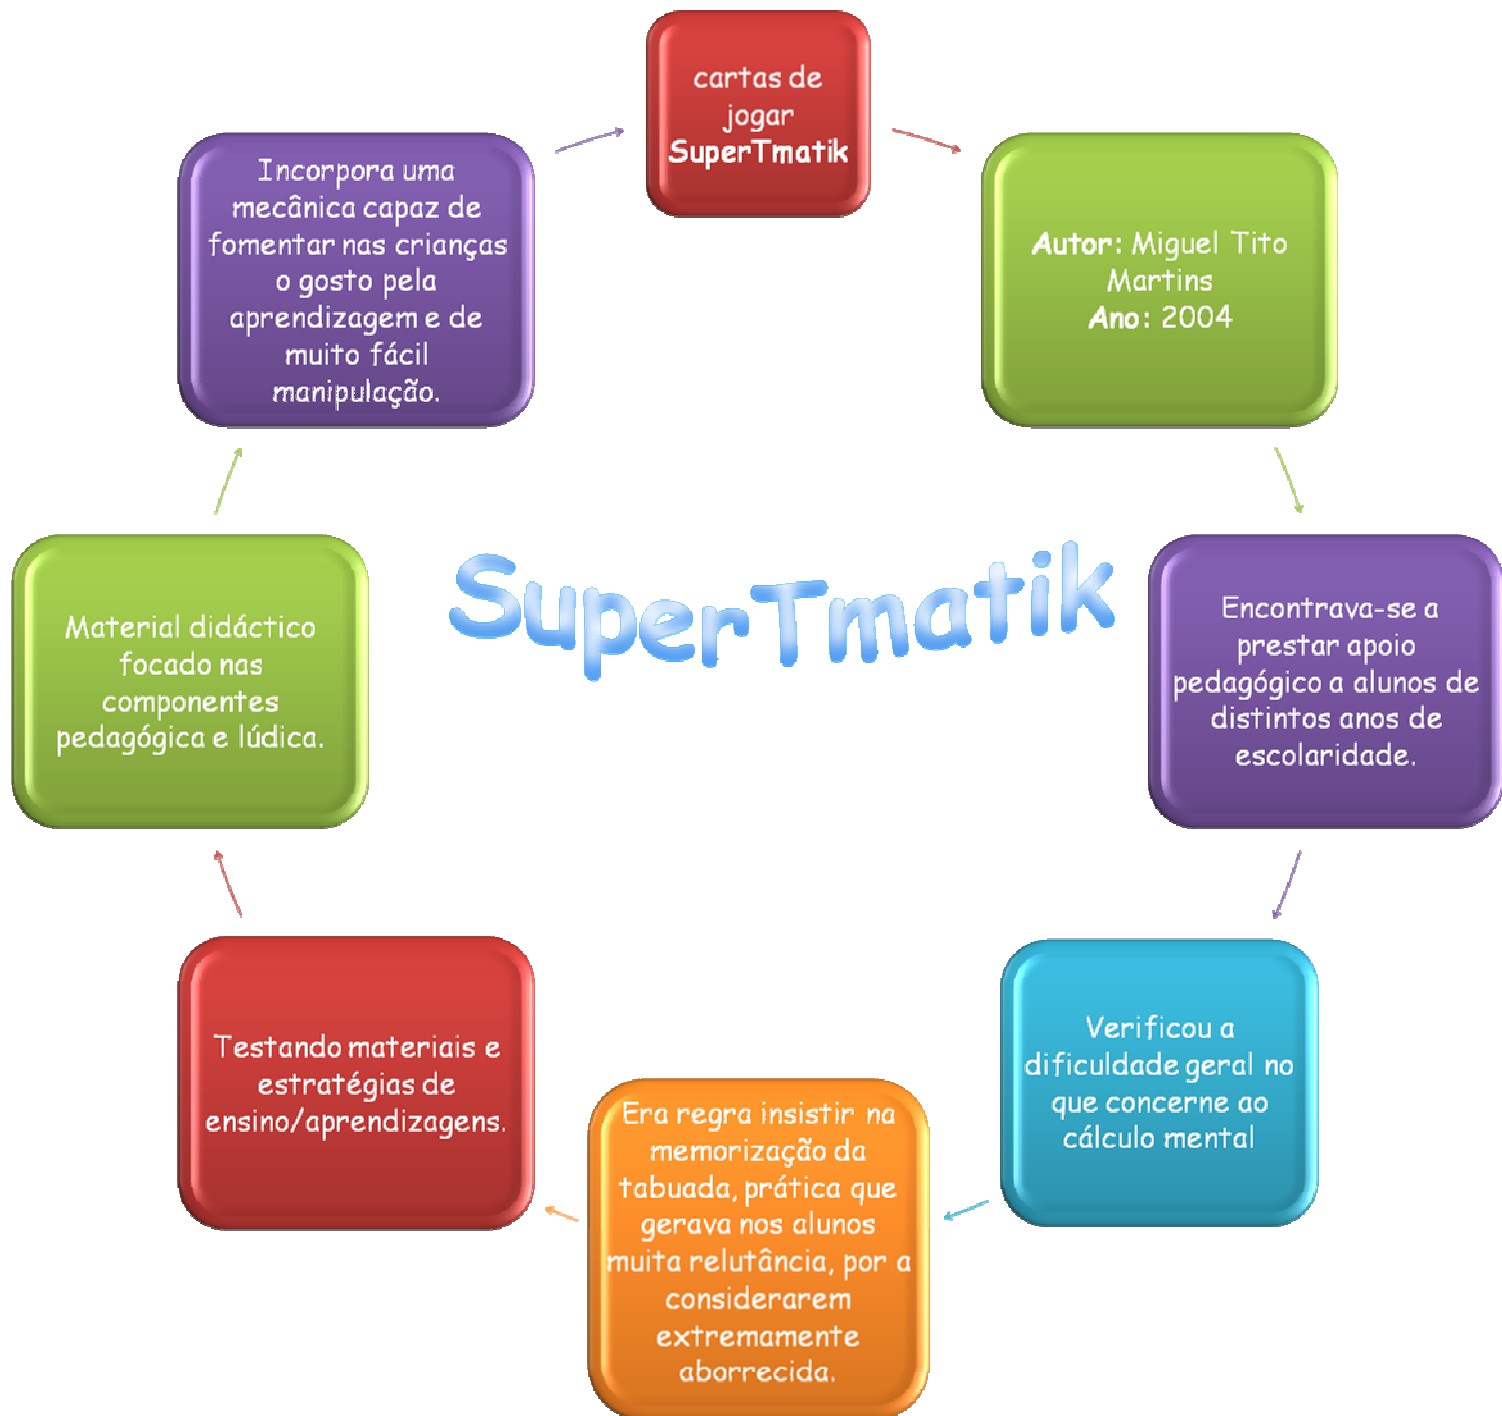 cartas de
jogar
SuperTmatik
Autor: Miguel Tito
Martins
Ano: 2004
Encontrava-se a
prestar apoio
pedagógico a alunos de
distintos anos de
escolaridade.
Verificou a
dificuldade geral no
que concerne ao
cálculo mental
Era regra insistir na
memorização da
tabuada, prática que
gerava nos alunos
muita relutância, por a
considerarem
extremamente
aborrecida.
Testando materiais e
estratégias de
ensino/aprendizagens.
Material didáctico
focado nas
componentes
pedagógica e lúdica.
Incorpora uma
mecânica capaz de
fomentar nas crianças
o gosto pela
aprendizagem e de
muito fácil
manipulação.
SuperTmatik